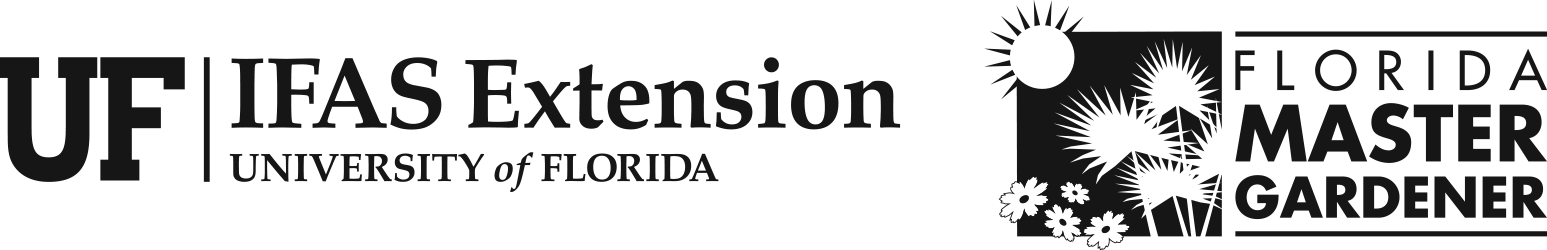 UF
IFAS Extension
UNIVERSITY of FLORIDA
FLORIDA
MASTER
GARDENER